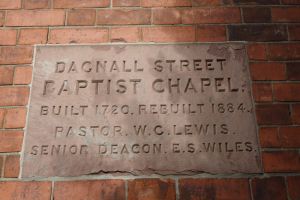 DAGNALL STREET
BAPTIST CHAPEL.
BUILT 1720. REBUILT 1884.
PASTOR. W.C. LEWIS.
SENIOR DEACON. E.S. WILES.